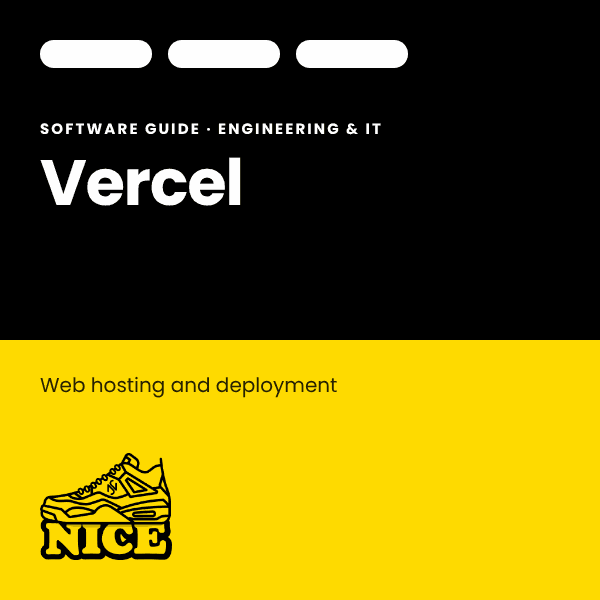 SOFTWARE GUIDE · ENGINEERING & IT
Vercel
Web hosting and deployment
NICE